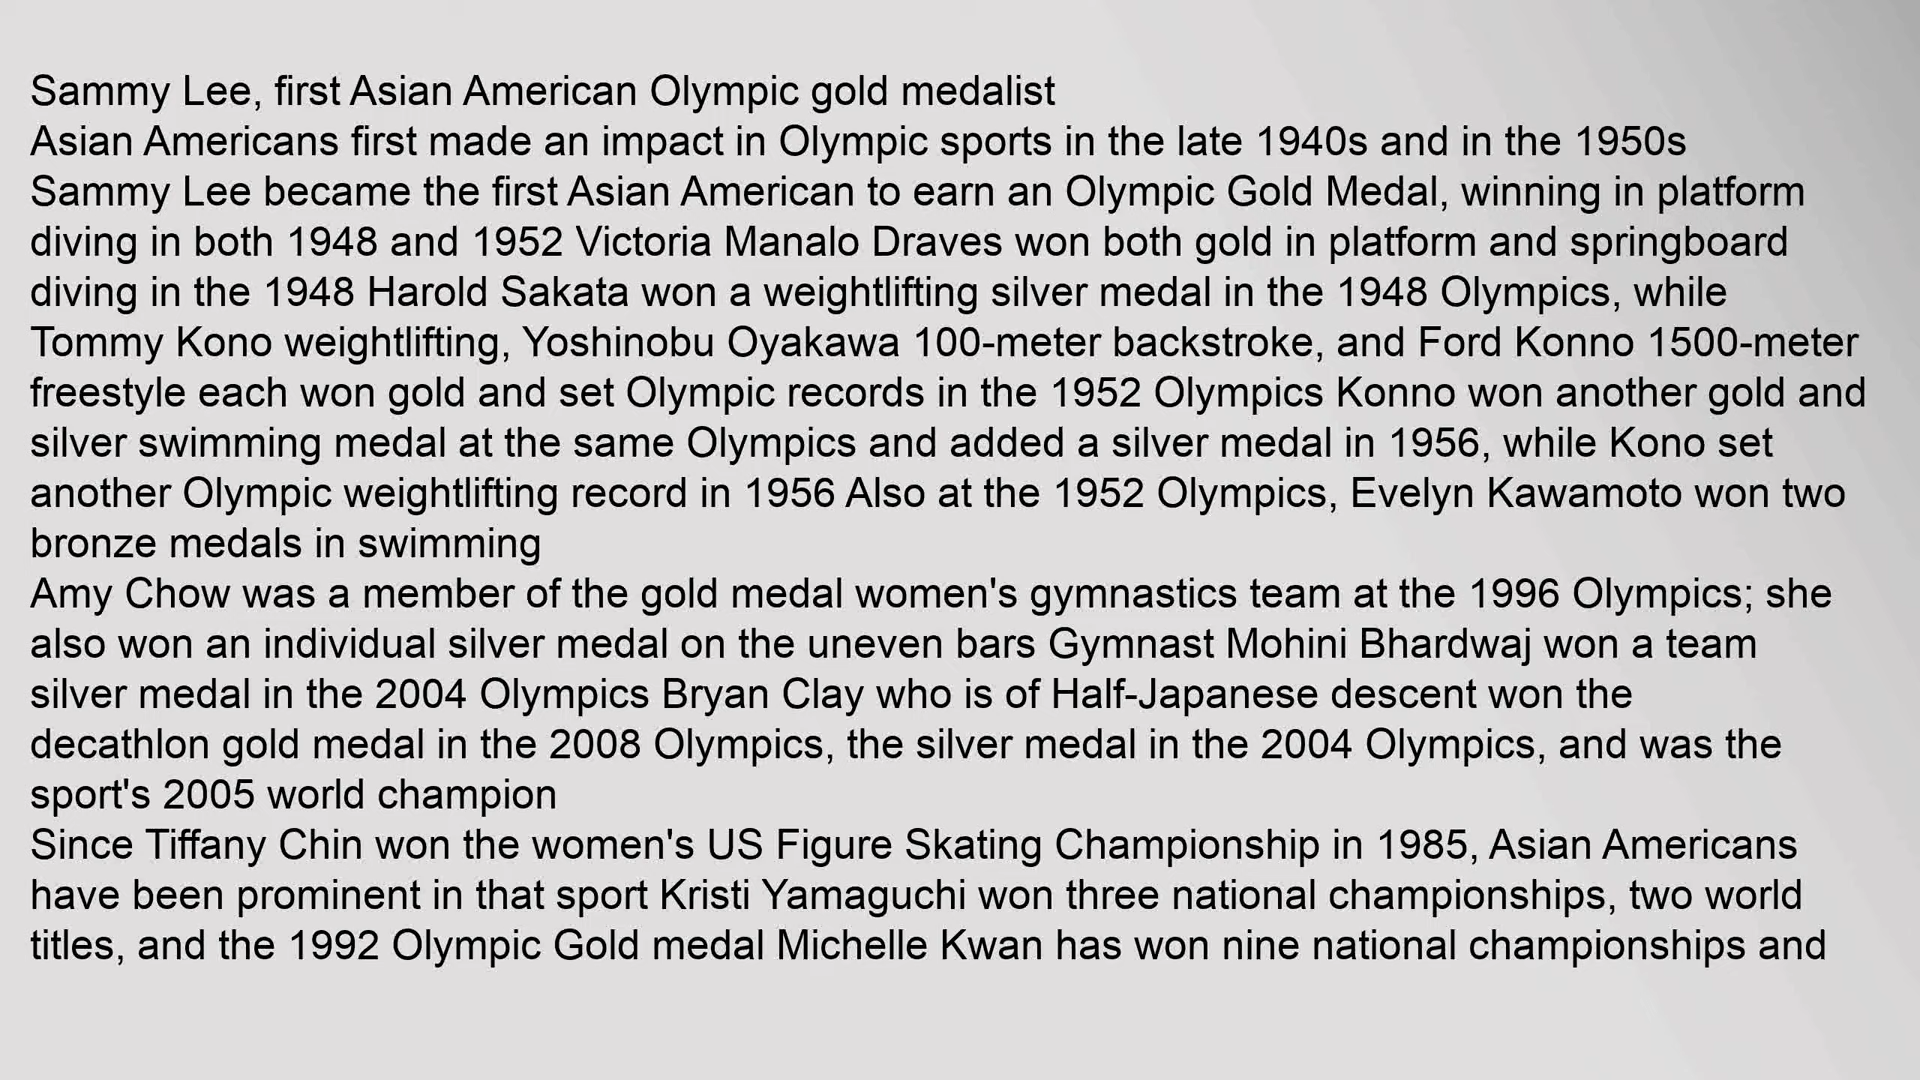 Sammy Lee, first Asian American Olympic gold medalist
Asian Americans first made an impact in Olympic sports in the late 1940s and in the 1950s
Sammy Lee became the first Asian American to earn an Olympic Gold Medal, winning in platform
diving in both 1948 and 1952 Victoria Manalo Draves won both gold in platform and springboard
diving in the 1948 Harold Sakata won a weightlifting silver medal in the 1948 Olympics, while
Tommy Kono weightlifting, Yoshinobu Oyakawa 100-meter backstroke, and Ford Konno 1500-meter
freestyle each won gold and set Olympic records in the 1952 Olympics Konno won another gold and
silver swimming medal at the same Olympics and added a silver medal in 1956, while Kono set
another Olympic weightlifting record in 1956 Also at the 1952 Olympics, Evelyn Kawamoto won two
bronze medals in swimming
Amy Chow was a member of the gold medal women's gymnastics team at the 1996 Olympics; she
also won an individual silver medal on the uneven bars Gymnast Mohini Bhardwaj won a team
silver medal in the 2004 Olympics Bryan Clay who is of Half-Japanese descent won the
decathlon gold medal in the 2008 Olympics, the silver medal in the 2004 Olympics, and was the
sport's 2005 world champion
Since Tiffany Chin won the women's US Figure Skating Championship in 1985, Asian Americans
have been prominent in that sport Kristi Yamaguchi won three national championships, two world
titles, and the 1992 Olympic Gold medal Michelle Kwan has won nine national championships and